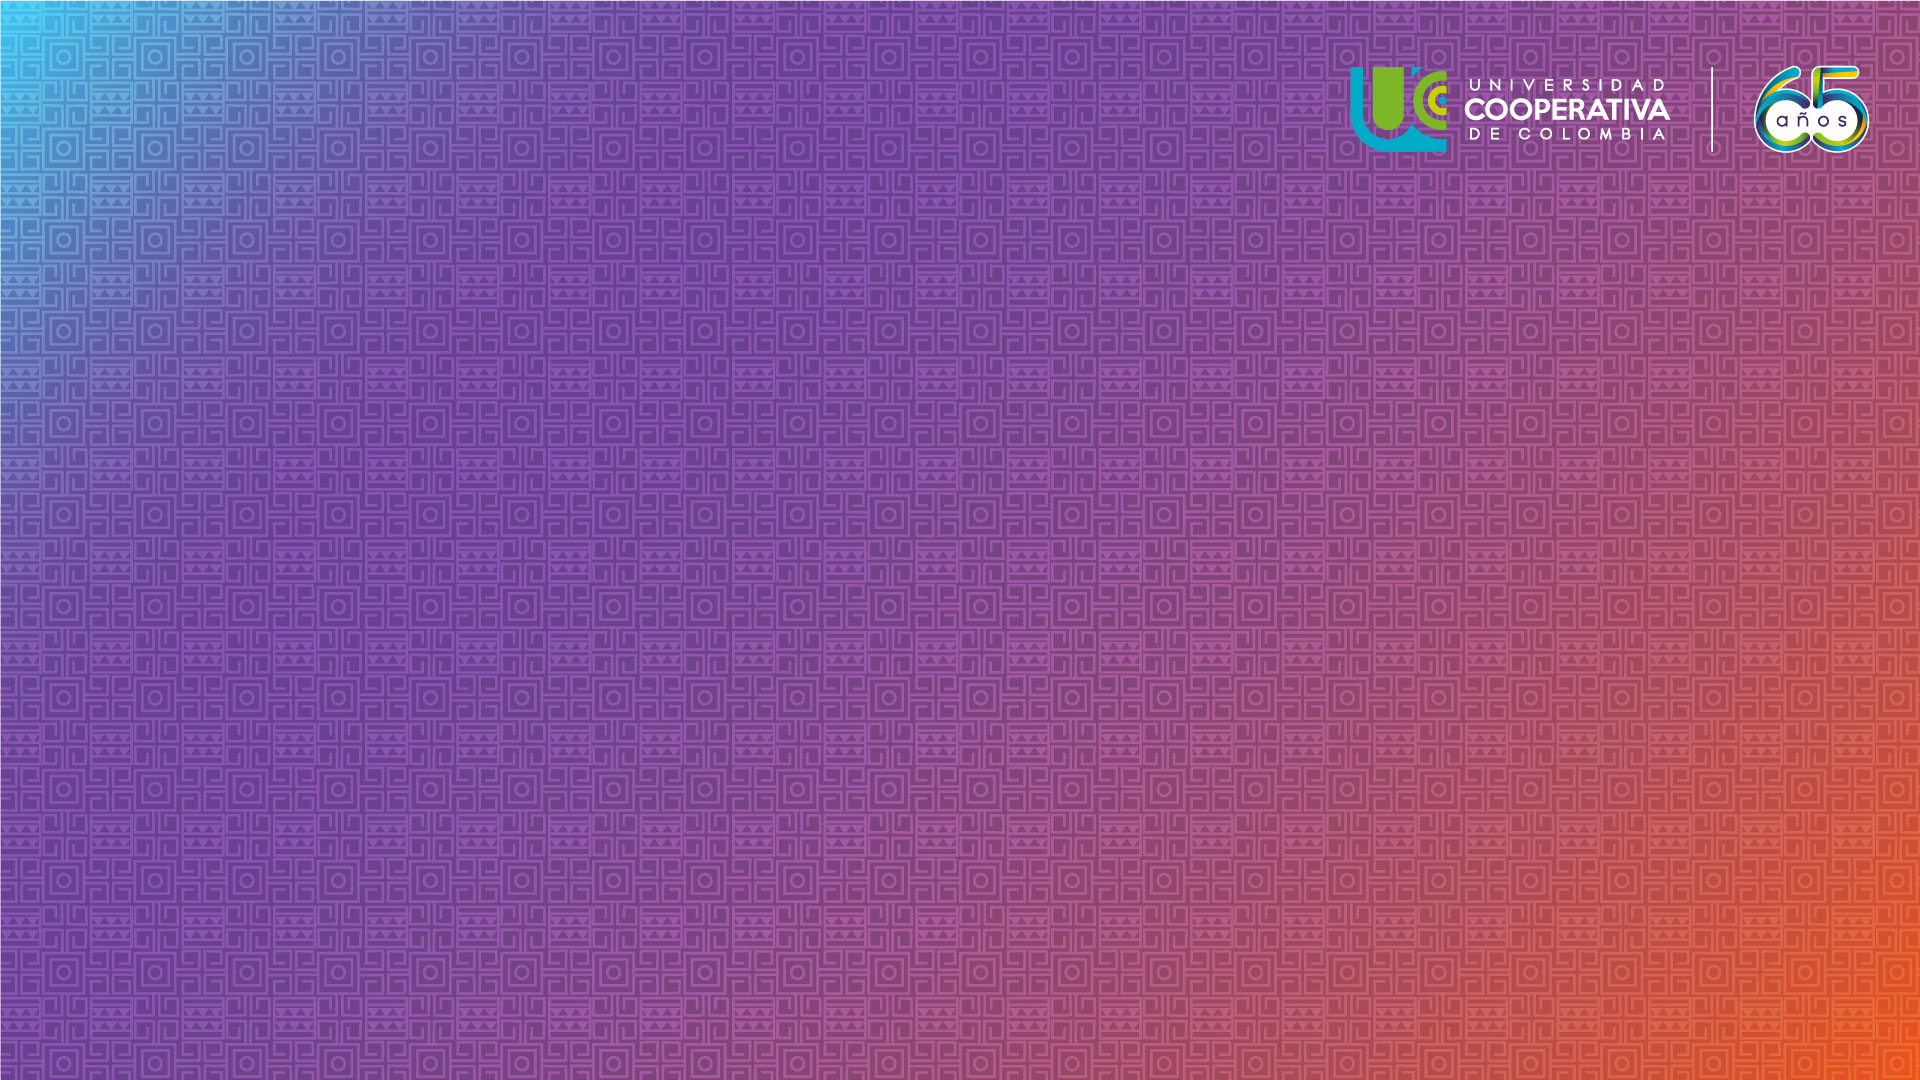 UNIVERSIDAD
COOPERATIVA
DE COLOMBIA
65
años